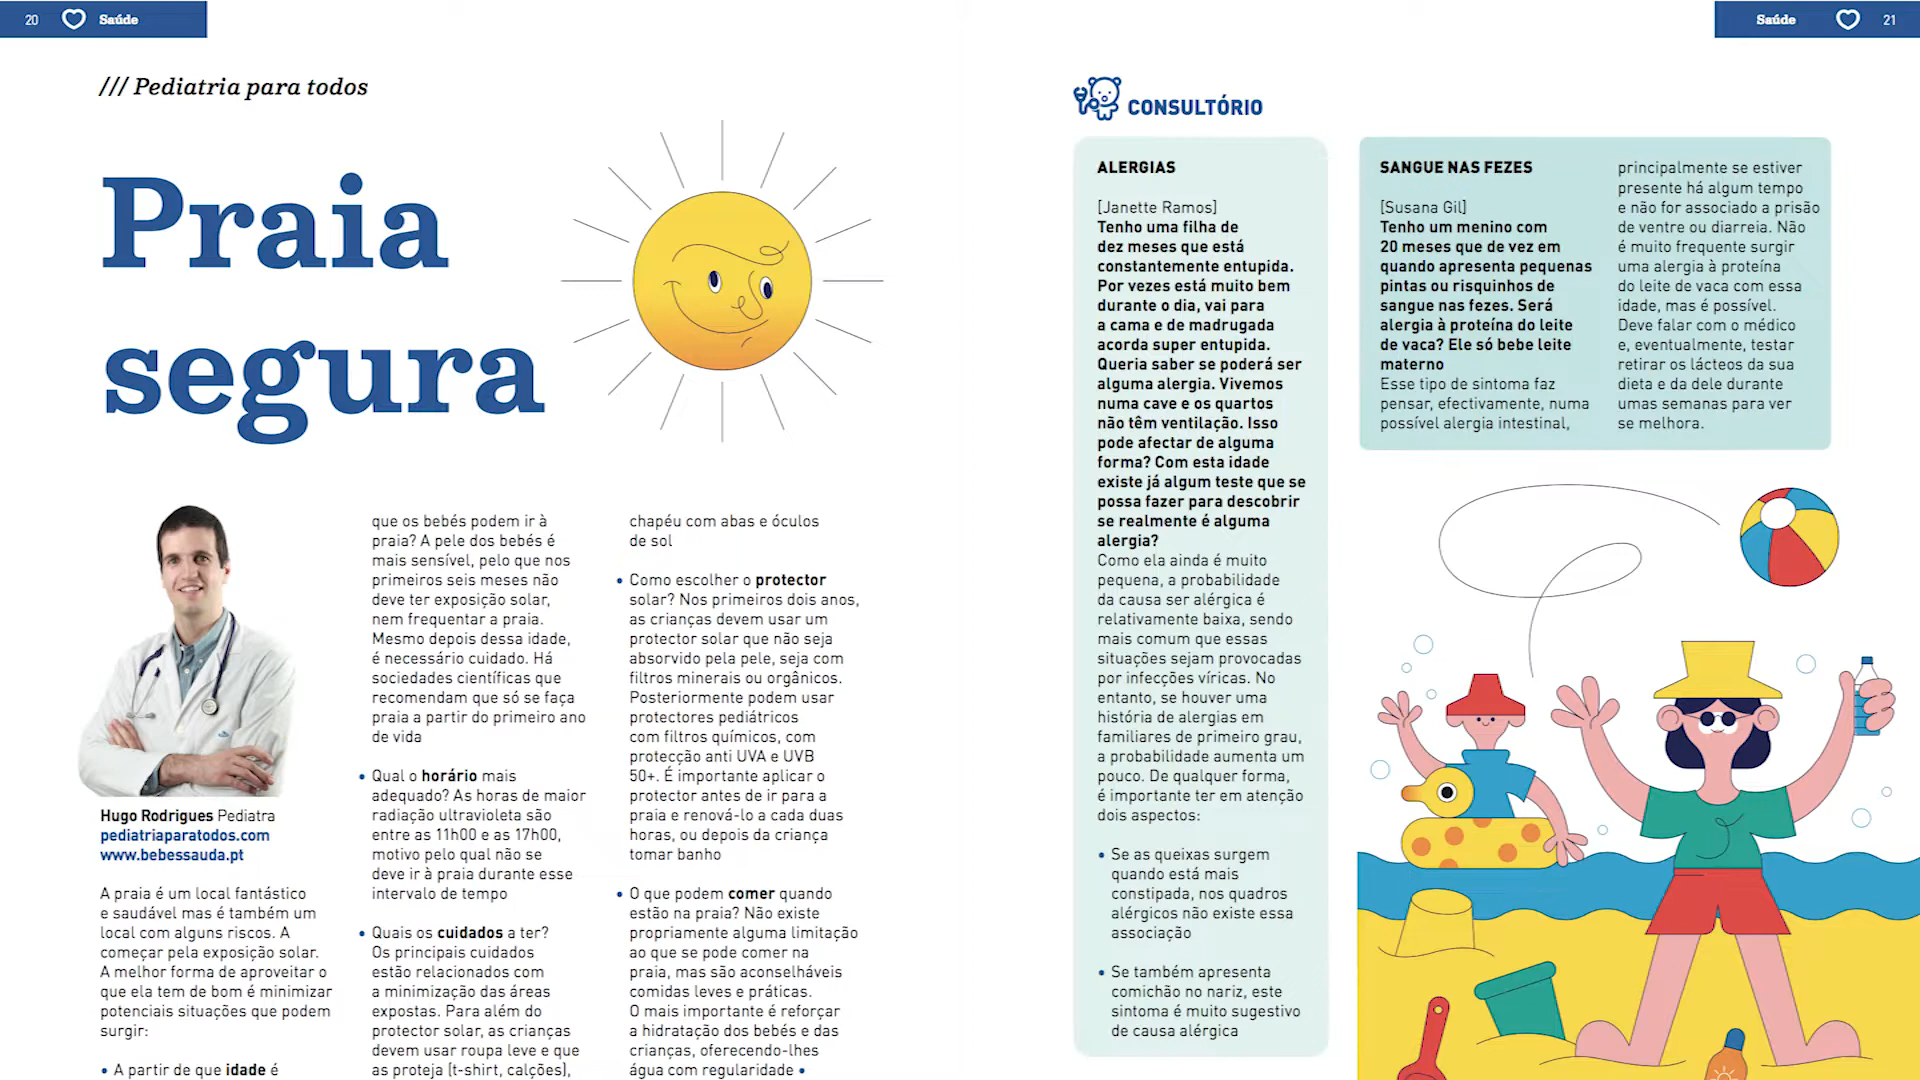 20 Saúde
/// Pediatria para todos
Praia
segura
Hugo Rodrigues Pediatra
pediatriaparatodos.com
www.bebessauda.pt
A praia é um local fantástico
e saudável mas é também um
local com alguns riscos. A
começar pela exposição solar.
A melhor forma de aproveitar o
que ela tem de bom é minimizar
potenciais situações que podem
surgir:
• A partir de que idade é
que os bebés podem ir à
praia? A pele dos bebés é
mais sensível, pelo que nos
primeiros seis meses não
deve ter exposição solar,
nem frequentar a praia.
Mesmo depois dessa idade,
é necessário cuidado. Há
sociedades científicas que
recomendam que só se faça
praia a partir do primeiro ano
de vida
• Qual o horário mais
adequado? As horas de maior
radiação ultravioleta são
entre as 11h00 e as 17h00,
motivo pelo qual não se
deve ir à praia durante esse
intervalo de tempo
• Quais os cuidados a ter?
Os principais cuidados
estão relacionados com
a minimização das áreas
expostas. Para além do
protector solar, as crianças
devem usar roupa leve e que
as proteja (t-shirt, calções),
chapéu com abas e óculos
de sol
• Como escolher o protector
solar? Nos primeiros dois anos,
as crianças devem usar um
protector solar que não seja
absorvido pela pele, seja com
filtros minerais ou orgânicos.
Posteriormente podem usar
protectores pediátricos
com filtros químicos, com
protecção anti UVA e UVB
50+. É importante aplicar o
protector antes de ir para a
praia e renová-lo a cada duas
horas, ou depois da criança
tomar banho
• O que podem comer quando
estão na praia? Não existe
propriamente alguma limitação
ao que se pode comer na
praia, mas são aconselháveis
comidas leves e práticas.
O mais importante é reforçar
a hidratação dos bebés e das
crianças, oferecendo-lhes
água com regularidade •
Saúde 21
CONSULTÓRIO
ALERGIAS
[Janette Ramos]
Tenho uma filha de
dez meses que está
constantemente entupida.
Por vezes está muito bem
durante o dia, vai para
a cama e de madrugada
acorda super entupida.
Queria saber se poderá ser
alguma alergia. Vivemos
numa cave e os quartos
não têm ventilação. Isso
pode afectar de alguma
forma? Com esta idade
existe já algum teste que se
possa fazer para descobrir
se realmente é alguma
alergia?
Como ela ainda é muito
pequena, a probabilidade
da causa ser alérgica é
relativamente baixa, sendo
mais comum que essas
situações sejam provocadas
por infecções víricas. No
entanto, se houver uma
história de alergias em
familiares de primeiro grau,
a probabilidade aumenta um
pouco. De qualquer forma,
é importante ter em atenção
dois aspectos:
• Se as queixas surgem
quando está mais
constipada, nos quadros
alérgicos não existe essa
associação
• Se também apresenta
comichão no nariz, este
sintoma é muito sugestivo
de causa alérgica
SANGUE NAS FEZES
[Susana Gil]
Tenho um menino com
20 meses que de vez em
quando apresenta pequenas
pintas ou risquinhos de
sangue nas fezes. Será
alergia à proteína do leite
de vaca? Ele só bebe leite
materno
Esse tipo de sintoma faz
pensar, efectivamente, numa
possível alergia intestinal,
principalmente se estiver
presente há algum tempo
e não for associado a prisão
de ventre ou diarreia. Não
é muito frequente surgir
uma alergia à proteína
do leite de vaca com essa
idade, mas é possível.
Deve falar com o médico
e, eventualmente, testar
retirar os lácteos da sua
dieta e da dele durante
umas semanas para ver
se melhora.